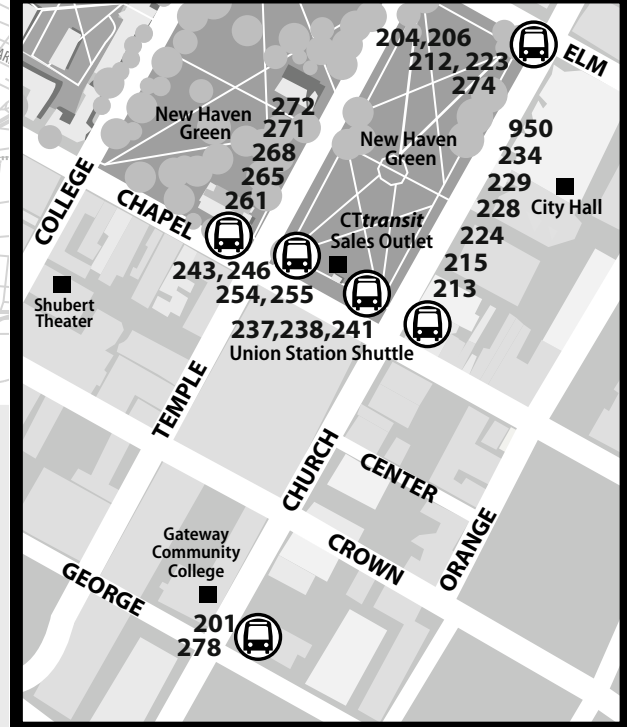 204,206
212, 223
274
ELM
New Haven
Green
272
271
268
265
261
New Haven
Green
950
234
229
228
224
215
213
City Hall
COLLEGE
CHAPEL
CTtransit
Sales Outlet
243, 246
254, 255
Shubert
Theater
237,238,241
Union Station Shuttle
TEMPLE
CHURCH
CENTER
ORANGE
CROWN
Gateway
Community
College
GEORGE
201
278